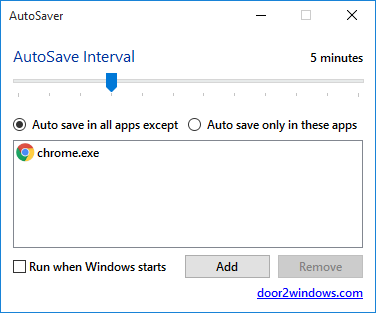 AutoSaver
AutoSave Interval 5 minutes
Auto save in all apps except Auto save only in these apps
chrome.exe
Run when Windows starts Add Remove
door2windows.com